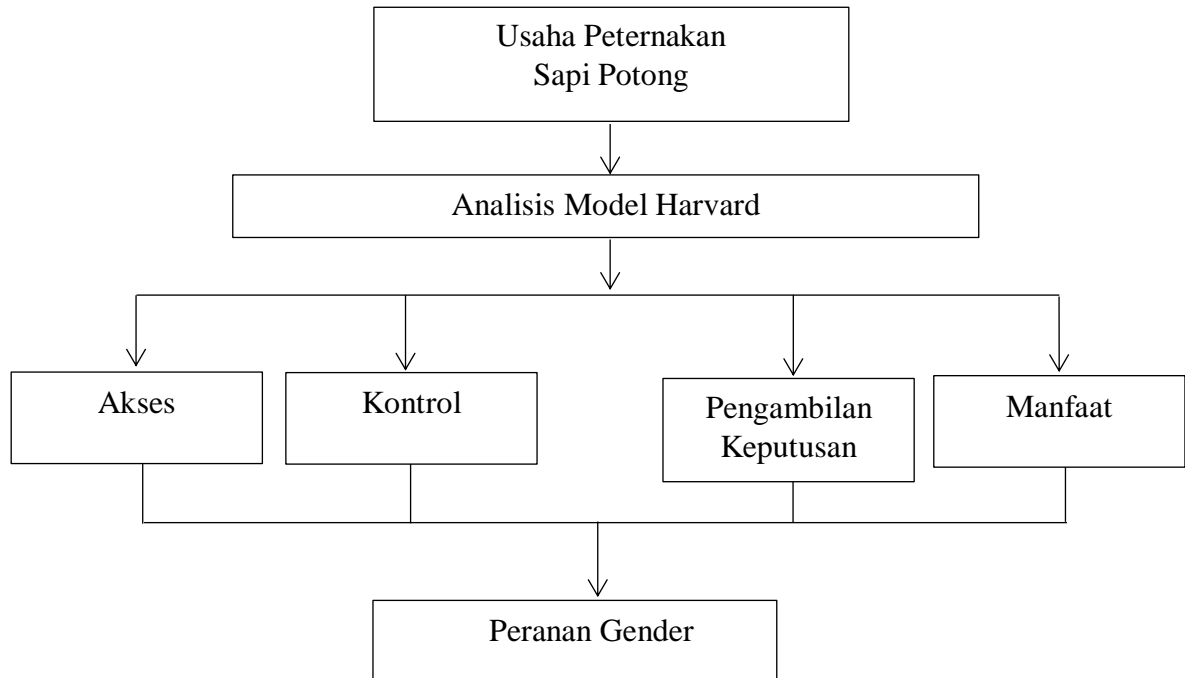 Usaha Peternakan
Sapi Potong
Analisis Model Harvard
Akses
Kontrol
Pengambilan
Keputusan
Manfaat
Peranan Gender